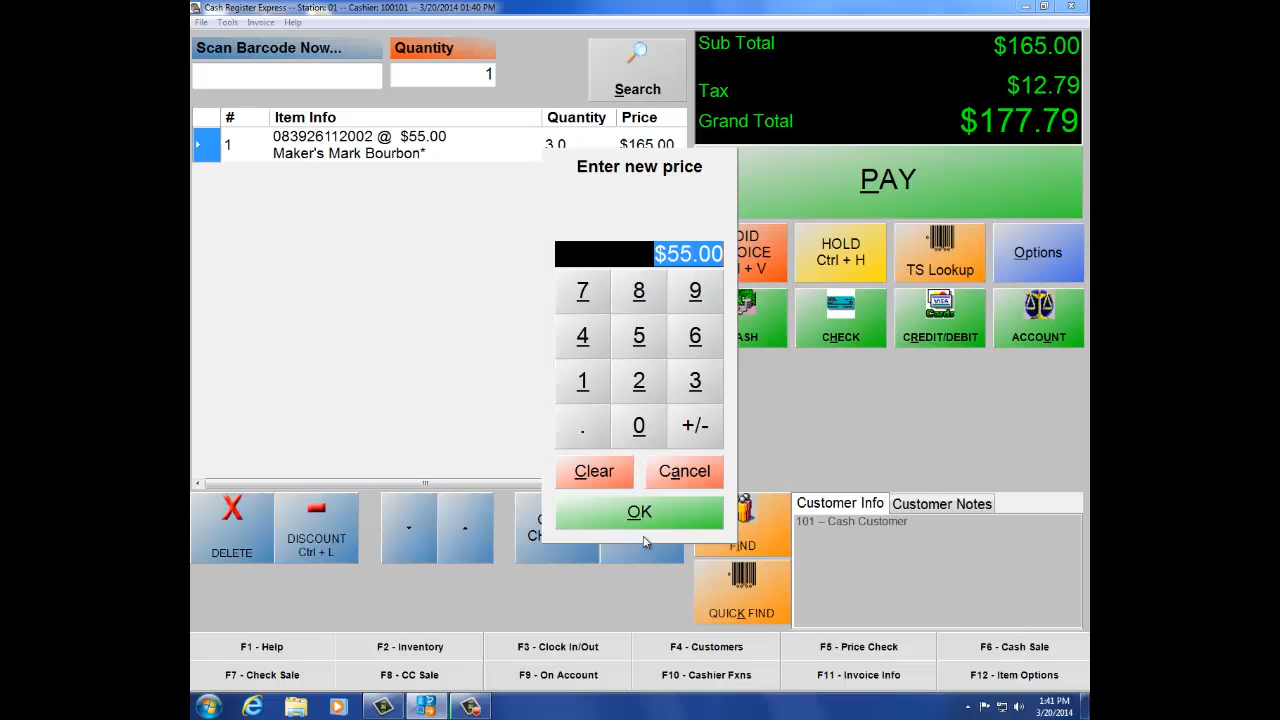 Cash Register Express -- Station: 01 -- Cashier: 100101 -- 3/20/2014 01:40 PM
File Tools Invoice Help
Scan Barcode Now...
Quantity
1
Search
Sub Total $165.00
Tax $12.79
Grand Total $177.79
# Item Info Quantity Price
1 083926112002 @ $55.00
Maker's Mark Bourbon*
3.0 $165.00
Enter new price
$55.00
7 8 9
4 5 6
1 2 3
. 0 +/-
Clear Cancel
OK
PAY
HOLD
Ctrl + H
TS Lookup
Options
CHECK
CREDIT/DEBIT
ACCOUNT
DELETE
DISCOUNT
Ctrl + L
FIND
QUICK FIND
Customer Info Customer Notes
101 -- Cash Customer
F1 - Help F2 - Inventory F3 - Clock In/Out F4 - Customers F5 - Price Check F6 - Cash Sale
F7 - Check Sale F8 - CC Sale F9 - On Account F10 - Cashier Fxns F11 - Invoice Info F12 - Item Options
1:41 PM
3/20/2014